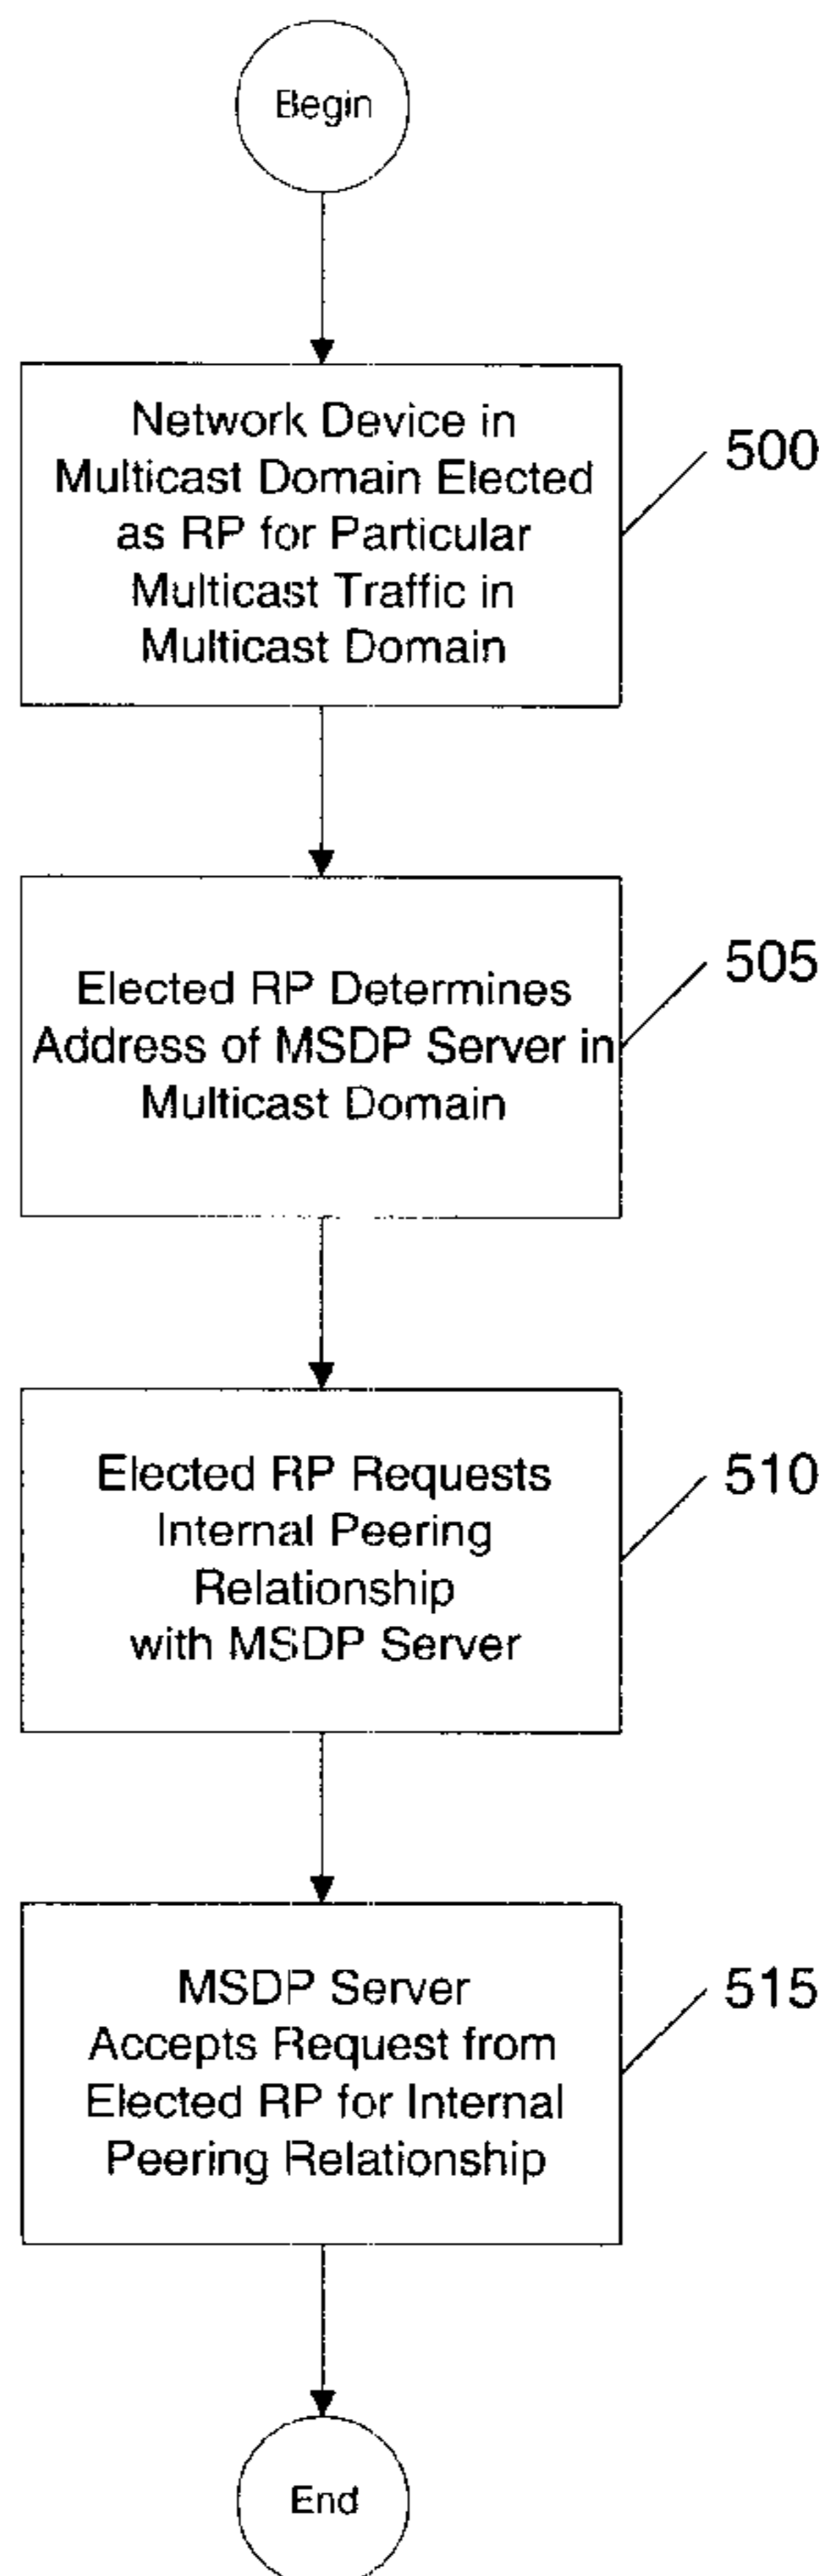 Begin
Network Device in
Multicast Domain Elected
as RP for Particular
Multicast Traffic in
Multicast Domain
500
Elected RP Determines
Address of MSDP Server in
Multicast Domain
505
Elected RP Requests
Internal Peering
Relationship
with MSDP Server
510
MSDP Server
Accepts Request from
Elected RP for Internal
Peering Relationship
515
End